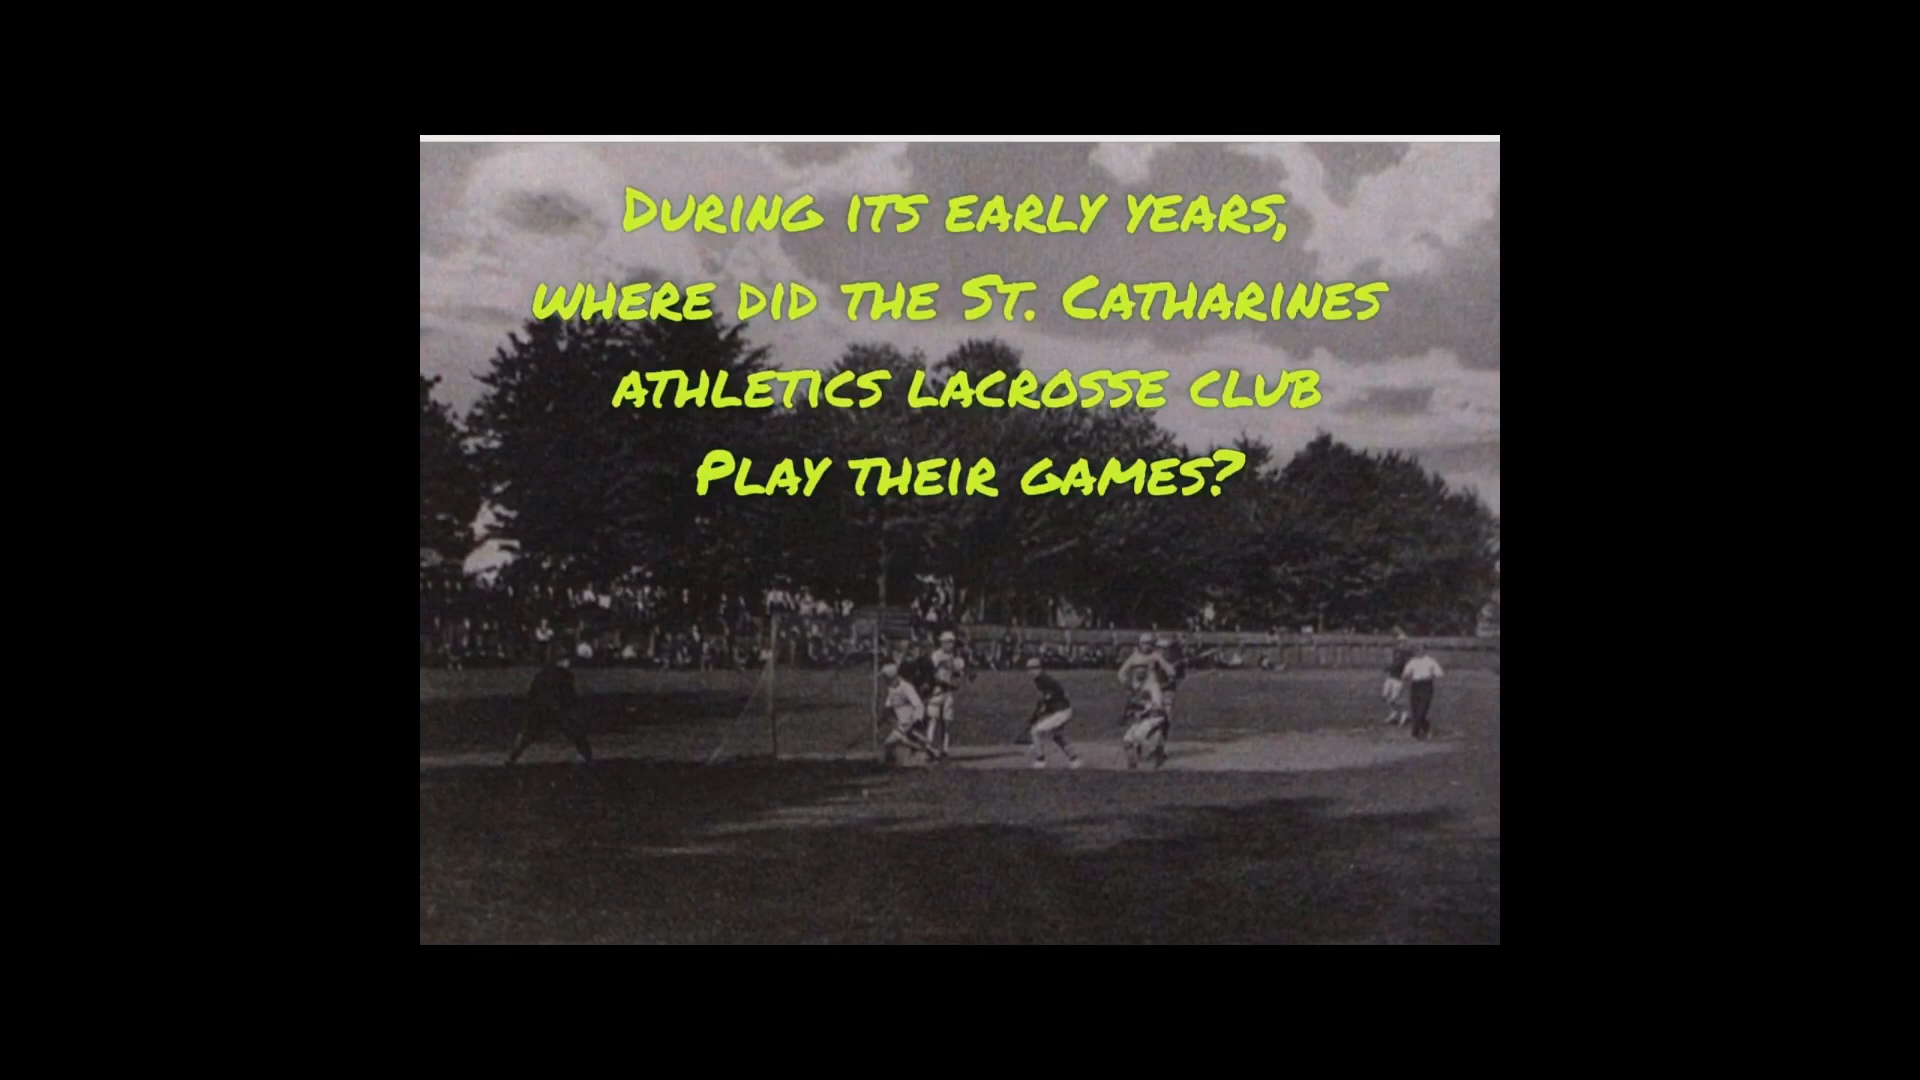 During its early years,
where did the St. Catharines
athletics lacrosse club
Play their games?